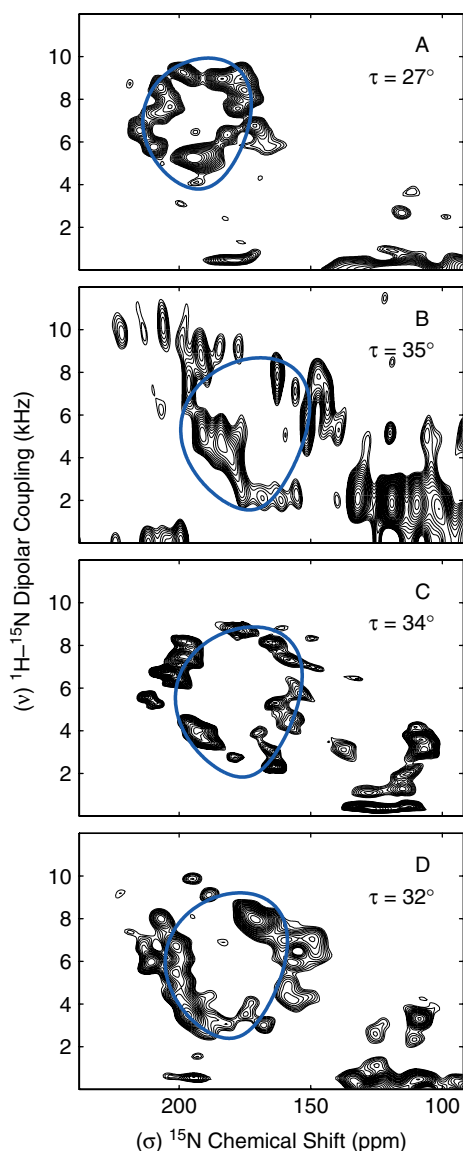 A
τ = 27°
10
8
6
4
2
B
τ = 35°
10
8
6
4
2
C
τ = 34°
10
8
6
4
2
D
τ = 32°
10
8
6
4
2
(ν) ¹H–¹⁵N Dipolar Coupling (kHz)
200 150 100
(σ) ¹⁵N Chemical Shift (ppm)